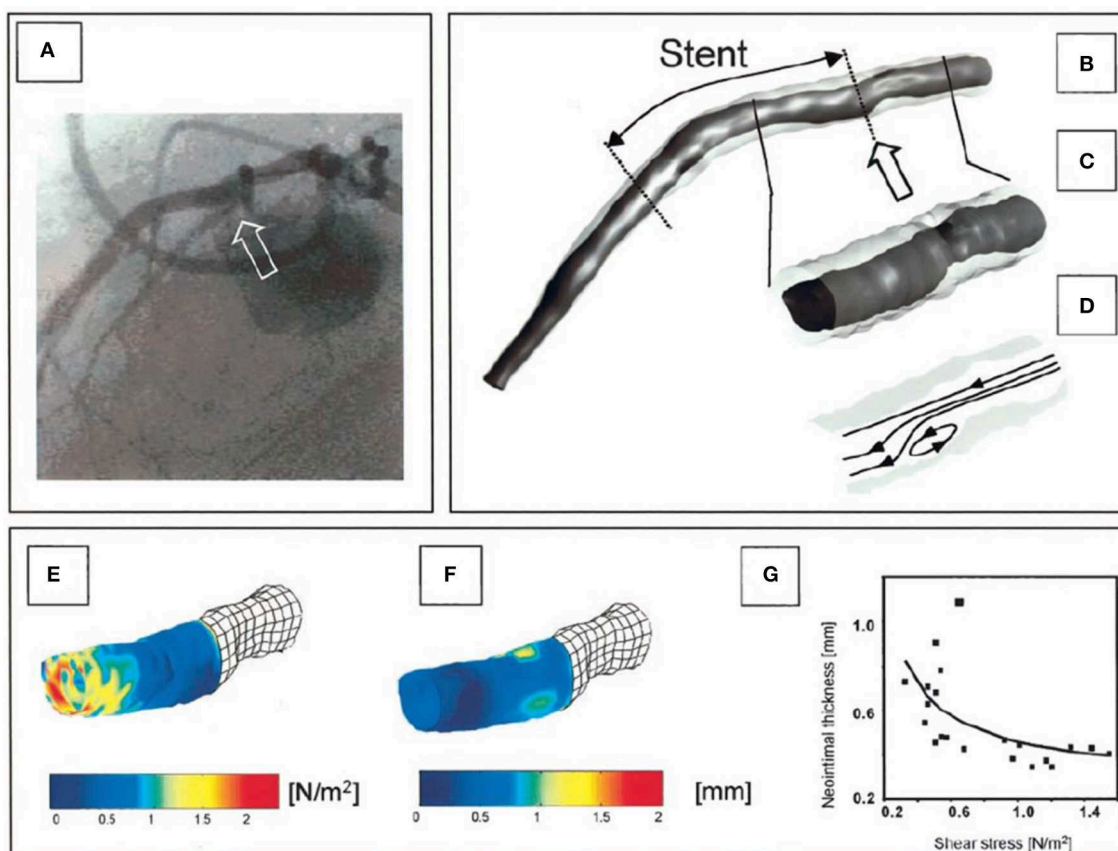 A
Stent
B
C
D
E
F
G
[N/m²]
0 0.5 1 1.5 2
[mm]
0 0.5 1 1.5 2
Neointimal thickness [mm]
1.0
0.6
0.2
0.2 0.6 1.0 1.4
Shear stress [N/m²]